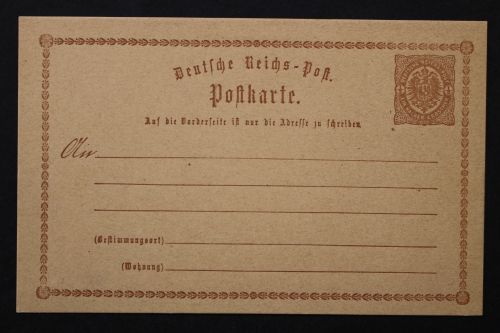 Deutsche Reichs-Post.
Postkarte.
Auf die Vorderseite ist nur die Adresse zu schreiben.
An
(Bestimmungsort)
(Wohnung)